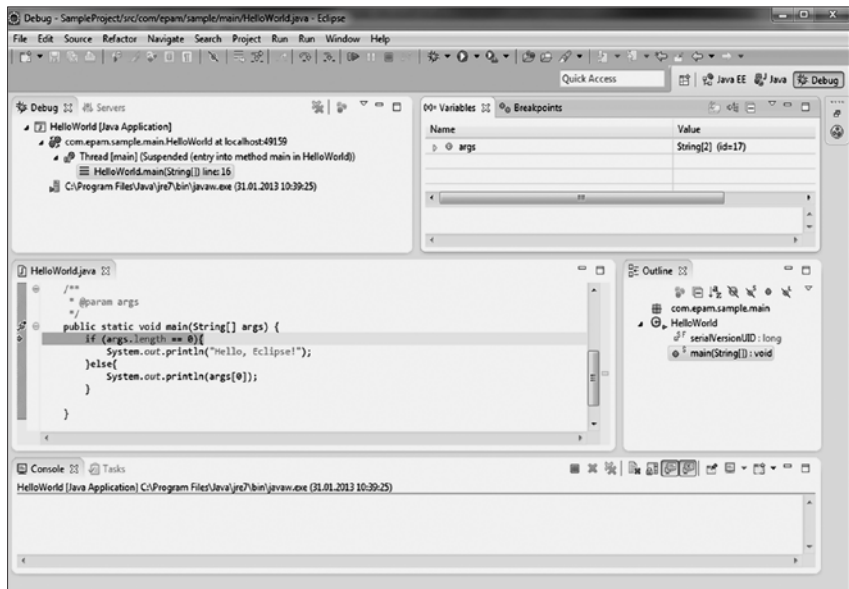 Debug - SampleProject/src/com/epam/sample/main/HelloWorld.java - Eclipse
File Edit Source Refactor Navigate Search Project Run Run Window Help
Quick Access
Java EE Java Debug
Debug Servers
HelloWorld [Java Application]
com.epam.sample.main.HelloWorld at localhost:49159
Thread [main] (Suspended (entry into method main in HelloWorld))
HelloWorld.main(String[]) line: 16
C:\Program Files\Java\jre7\bin\javaw.exe (31.01.2013 10:39:25)
(x)= Variables Breakpoints
Name Value
args String[2] (id=17)
HelloWorld.java
/**
* @param args
*/
public static void main(String[] args) {
if (args.length == 0){
System.out.println("Hello, Eclipse!");
}else{
System.out.println(args[0]);
}
}
Outline
com.epam.sample.main
HelloWorld
serialVersionUID : long
main(String[]) : void
Console Tasks
HelloWorld [Java Application] C:\Program Files\Java\jre7\bin\javaw.exe (31.01.2013 10:39:25)